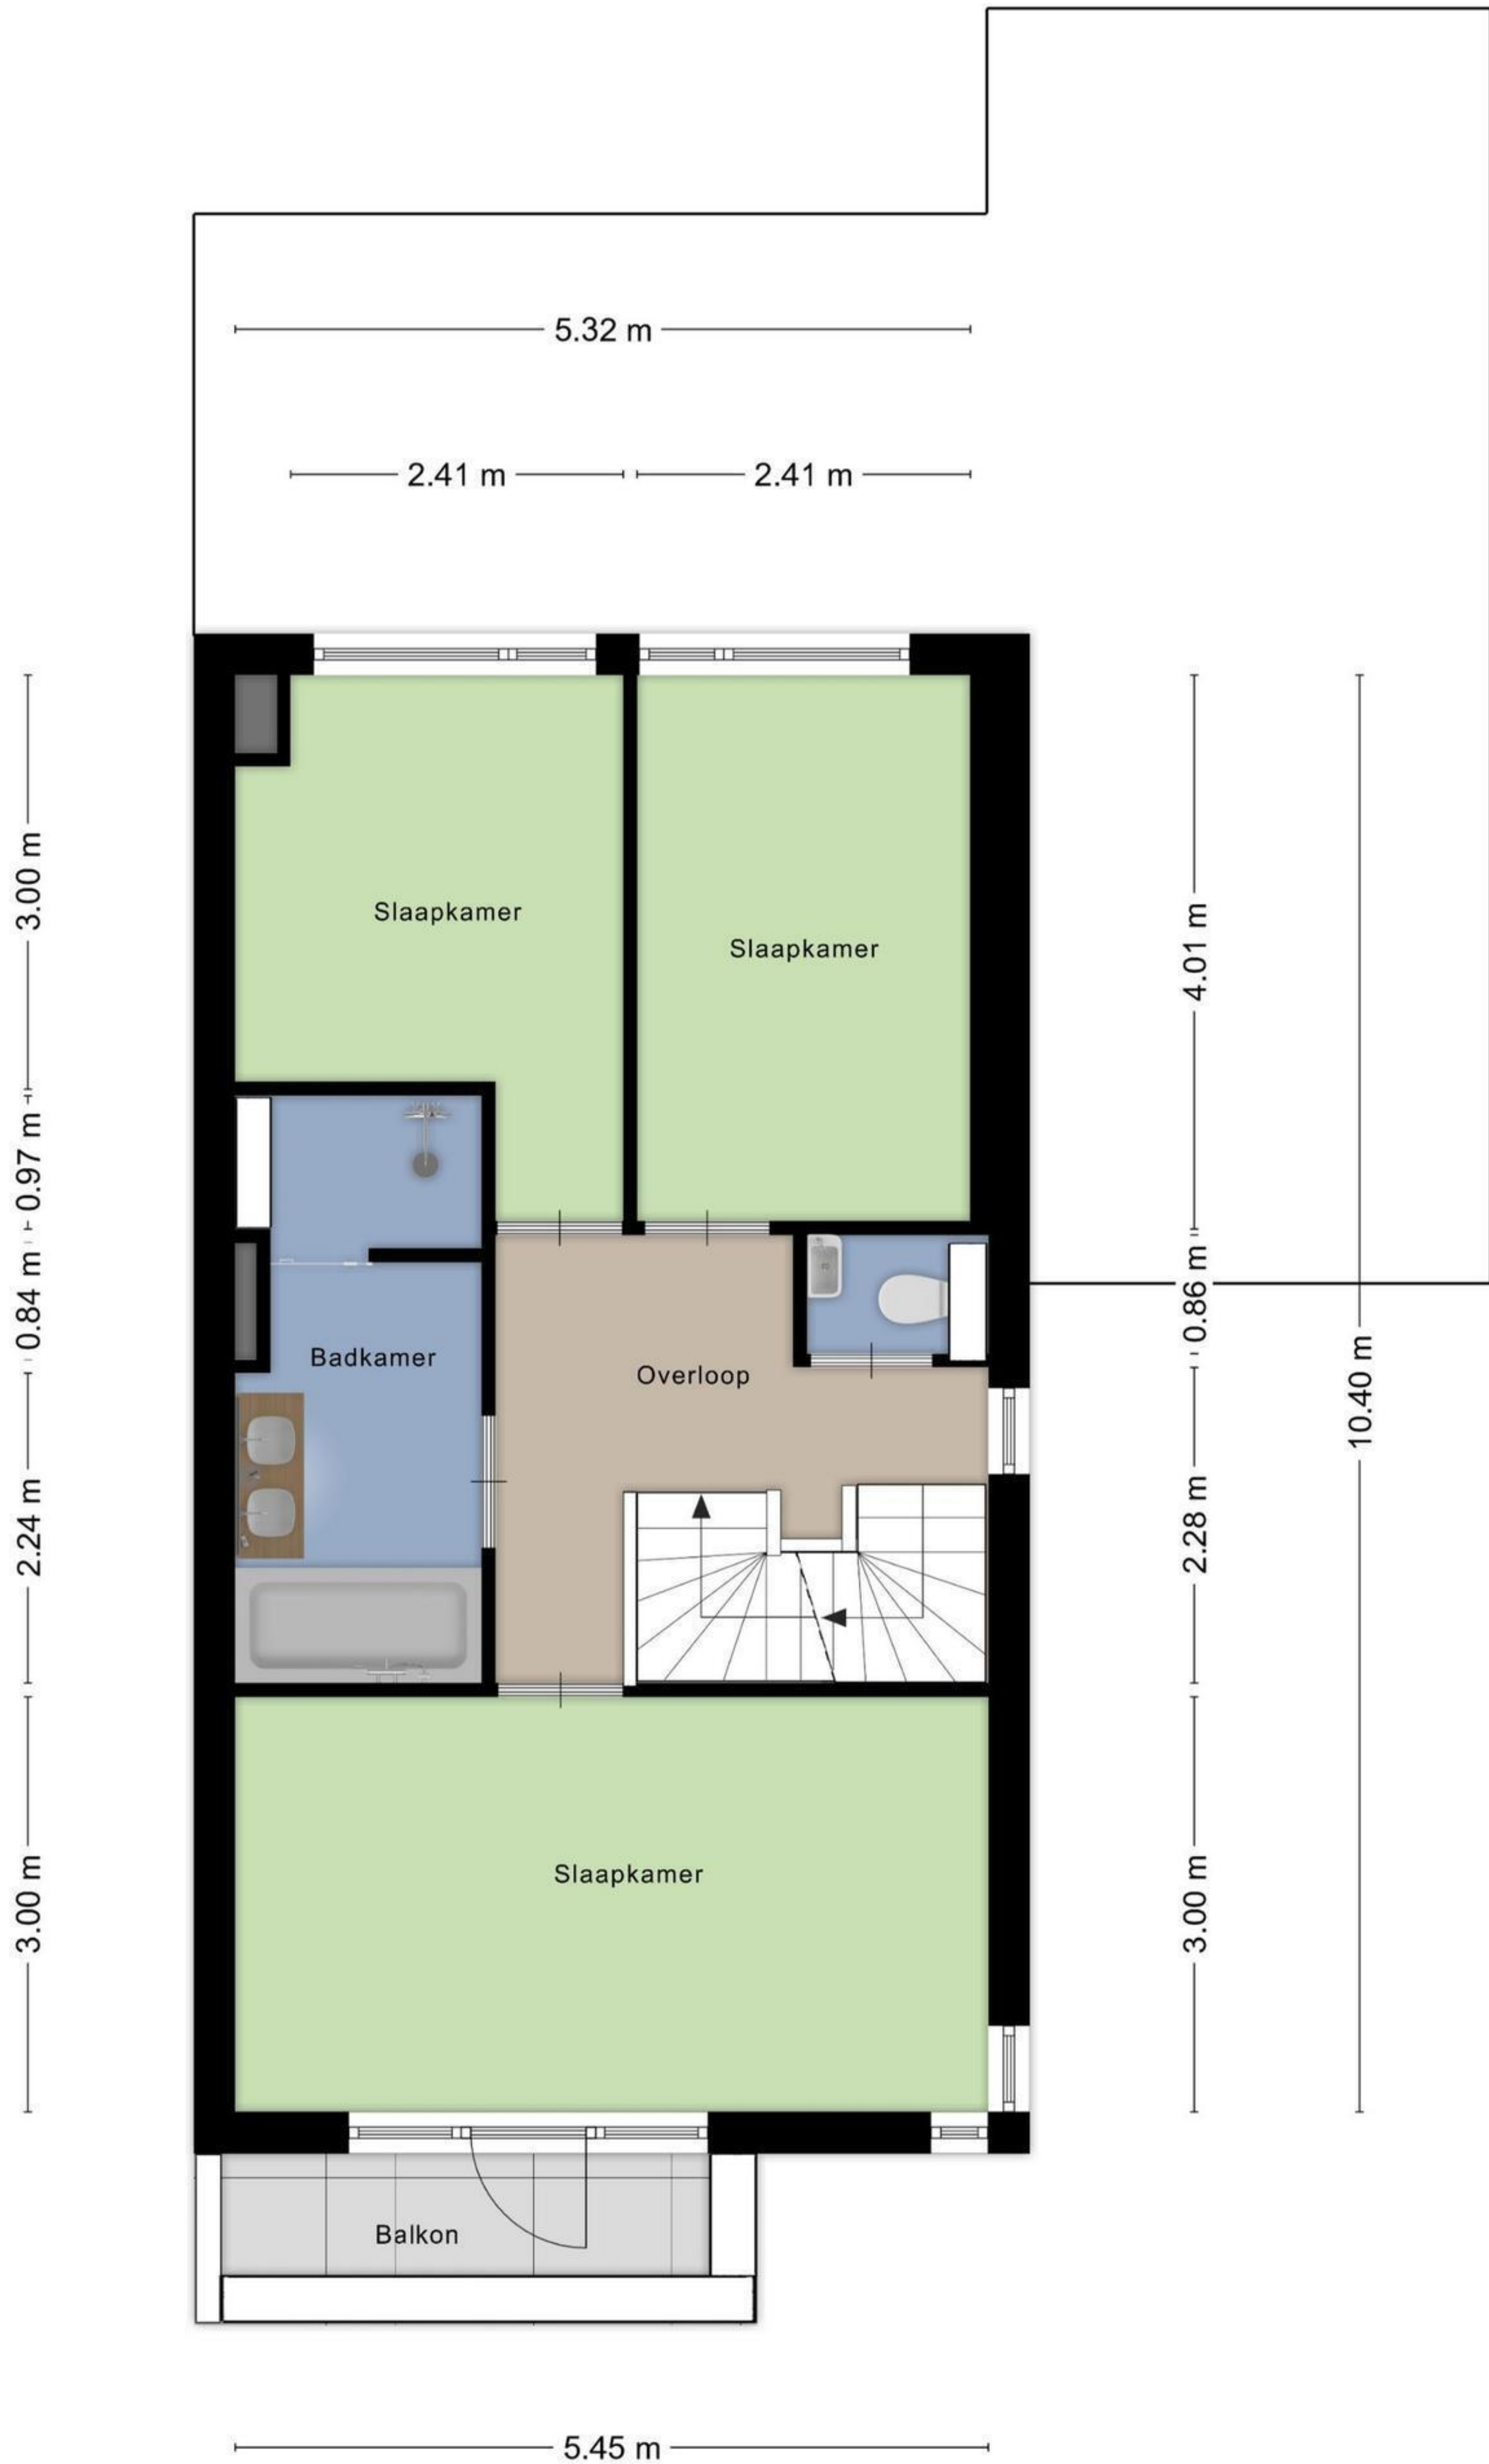 5.32 m
2.41 m
2.41 m
3.00 m
Slaapkamer
Slaapkamer
4.01 m
0.97 m
0.84 m
0.86 m
Badkamer
Overloop
10.40 m
2.24 m
2.28 m
Slaapkamer
3.00 m
3.00 m
Balkon
5.45 m